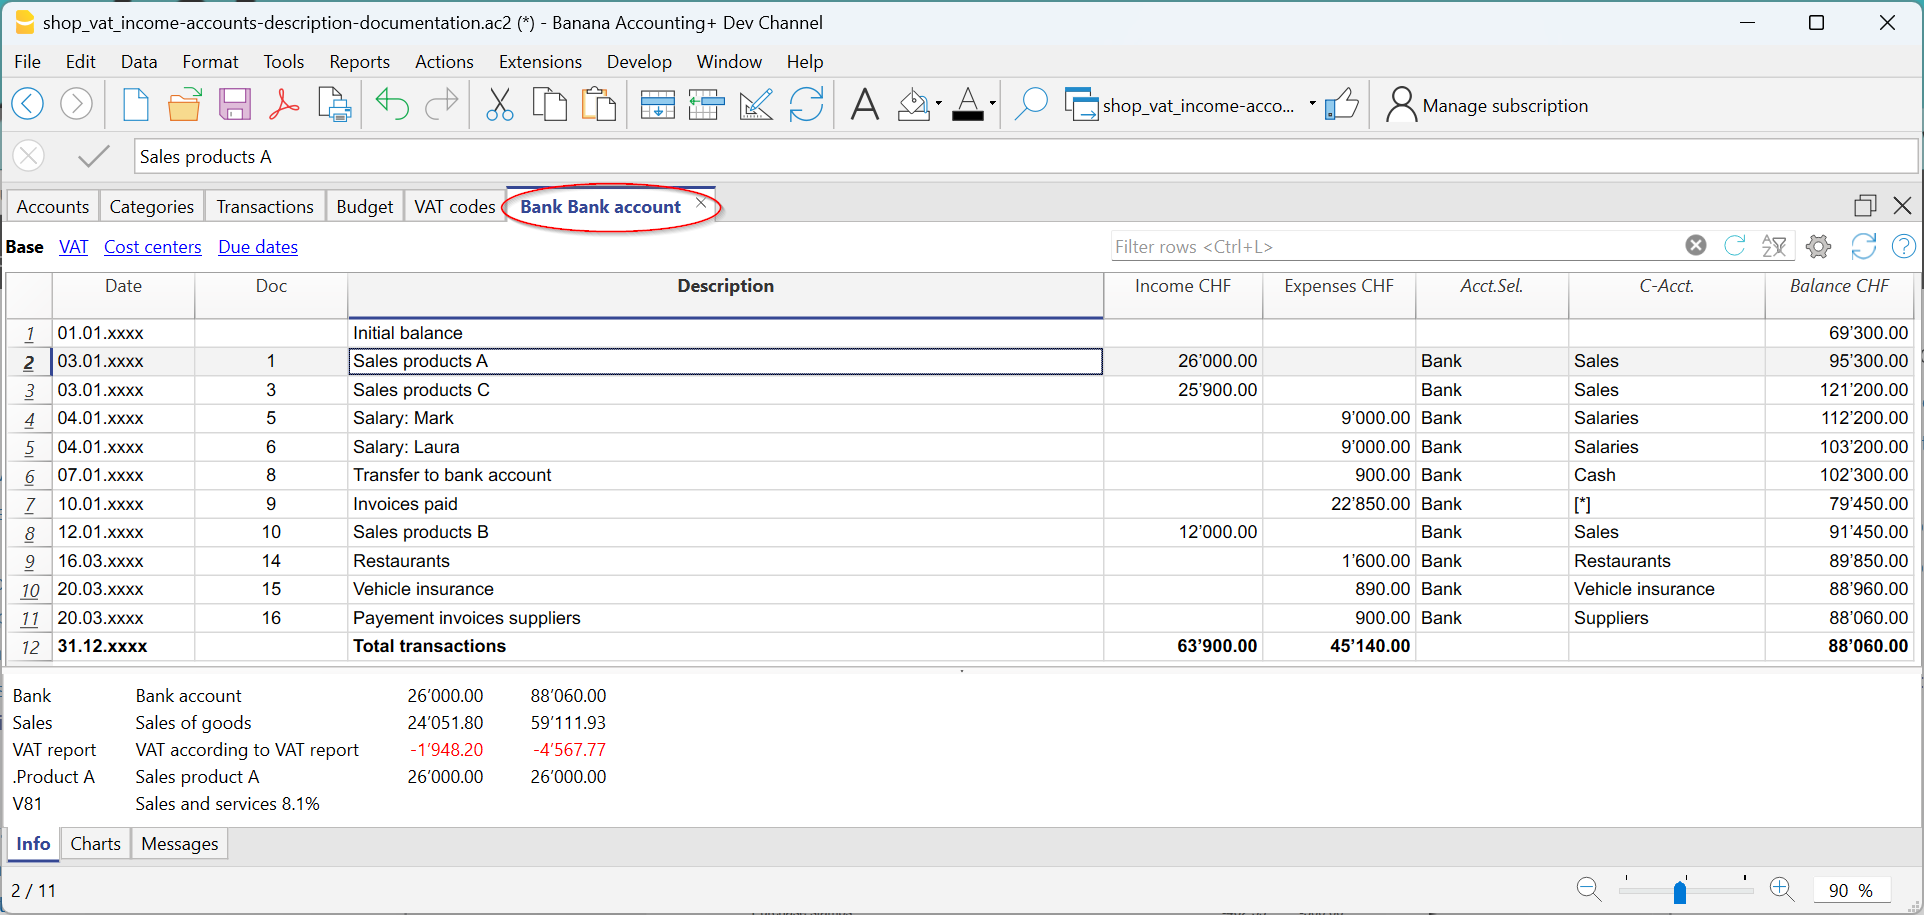 shop_vat_income-accounts-description-documentation.ac2 (*) - Banana Accounting+ Dev Channel
File Edit Data Format Tools Reports Actions Extensions Develop Window Help
shop_vat_income-acco... Manage subscription
Sales products A
Accounts Categories Transactions Budget VAT codes Bank Bank account
Base VAT Cost centers Due dates Filter rows <Ctrl+L>
Date Doc Description Income CHF Expenses CHF Acct.Sel. C-Acct. Balance CHF
1 01.01.xxxx Initial balance 69’300.00
2 03.01.xxxx 1 Sales products A 26’000.00 Bank Sales 95’300.00
3 03.01.xxxx 3 Sales products C 25’900.00 Bank Sales 121’200.00
4 04.01.xxxx 5 Salary: Mark 9’000.00 Bank Salaries 112’200.00
5 04.01.xxxx 6 Salary: Laura 9’000.00 Bank Salaries 103’200.00
6 07.01.xxxx 8 Transfer to bank account 900.00 Bank Cash 102’300.00
7 10.01.xxxx 9 Invoices paid 22’850.00 Bank [*] 79’450.00
8 12.01.xxxx 10 Sales products B 12’000.00 Bank Sales 91’450.00
9 16.03.xxxx 14 Restaurants 1’600.00 Bank Restaurants 89’850.00
10 20.03.xxxx 15 Vehicle insurance 890.00 Bank Vehicle insurance 88’960.00
11 20.03.xxxx 16 Payement invoices suppliers 900.00 Bank Suppliers 88’060.00
12 31.12.xxxx Total transactions 63’900.00 45’140.00 88’060.00
Bank Bank account 26’000.00 88’060.00
Sales Sales of goods 24’051.80 59’111.93
VAT report VAT according to VAT report -1’948.20 -4’567.77
.Product A Sales product A 26’000.00 26’000.00
V81 Sales and services 8.1%
Info Charts Messages
2 / 11 90 %